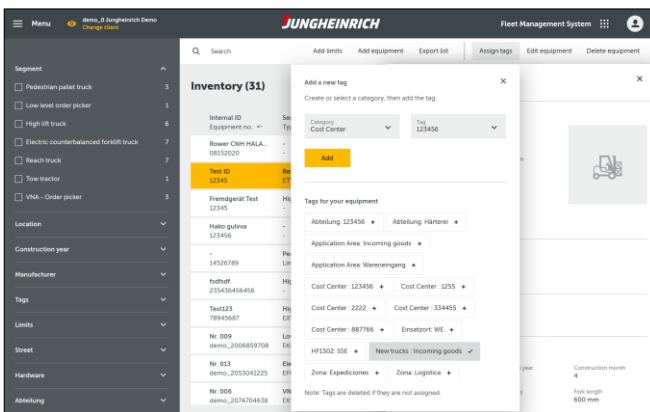 Menu
demo_0 Jungheinrich Demo
Change client
JUNGHEINRICH
Fleet Management System
Search
Add limits
Add equipment
Export list
Assign tags
Edit equipment
Delete equipment
Segment
Pedestrian pallet truck 3
Low level order picker 1
High lift truck 6
Electric counterbalanced forklift truck 7
Reach truck 7
Tow tractor 1
VNA - Order picker 3
Location
Construction year
Manufacturer
Tags
Limits
Street
Hardware
Abteilung
Inventory (31)
Internal ID
Equipment no.
Rower CNH HALA...
08152020
Test ID
12345
Fremdgerät Test
12345
Hako gulvva
123456
-
14526789
fsdfsdf
235436456456
Test123
78945687
Nr. 009
demo_2006859708
Nr. 013
demo_2053041225
Nr. 006
demo_2074704638
Add a new tag
Create or select a category, then add the tag.
Category
Cost Center
Tag
123456
Add
Tags for your equipment
Abteilung: 123456 +
Abteilung: Härterei +
Application Area: Incoming goods +
Application Area: Wareneingang +
Cost Center : 123456 +
Cost Center : 1255 +
Cost Center : 2222 +
Cost Center : 334455 +
Cost Center : 887766 +
Einsatzort: WE +
HF1502: SSE +
New trucks : Incoming goods ✓
Zona: Expediciones +
Zona: Logistica +
Note: Tags are deleted if they are not assigned.
year
Construction month
4
Fork length
600 mm